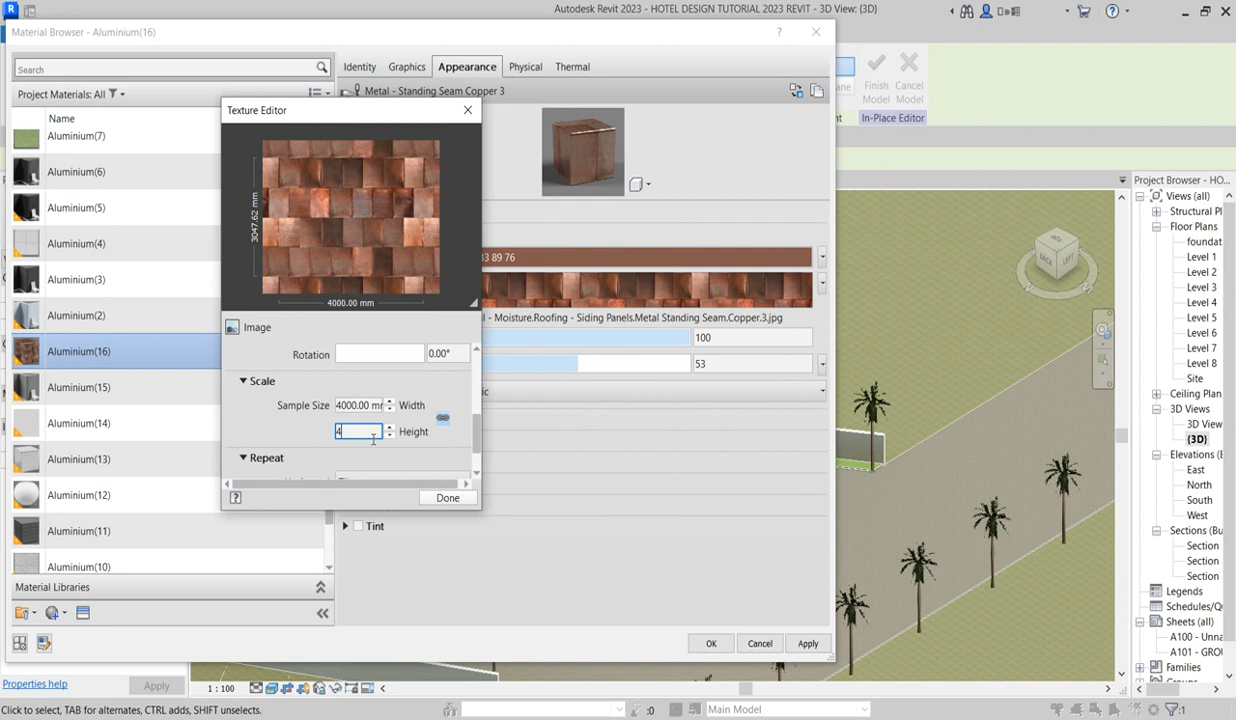 Autodesk Revit 2023 - HOTEL DESIGN TUTORIAL 2023 REVIT - 3D View: {3D}
Material Browser - Aluminium(16)
Search
Project Materials: All
Name
Aluminium(7)
Aluminium(6)
Aluminium(5)
Aluminium(4)
Aluminium(3)
Aluminium(2)
Aluminium(16)
Aluminium(15)
Aluminium(14)
Aluminium(13)
Aluminium(12)
Aluminium(11)
Aluminium(10)
Material Libraries
Identity Graphics Appearance Physical Thermal
Metal - Standing Seam Copper 3
Texture Editor
3047.62 mm
4000.00 mm
Image
Rotation 0.00°
Scale
Sample Size 4000.00 mm Width
4 Height
Repeat
Done
89 76
Moisture.Roofing - Siding Panels.Metal Standing Seam.Copper.3.jpg
100
53
Tint
OK Cancel Apply
Finish Model
Cancel Model
In-Place Editor
Project Browser - HO...
Views (all)
Structural Pl
Floor Plans
foundat
Level 1
Level 2
Level 3
Level 4
Level 5
Level 6
Level 7
Level 8
Site
Ceiling Plan
3D Views
3D View
{3D}
Elevations (E
East
North
South
West
Sections (Bu
Section
Section
Section
Legends
Schedules/Qu
Sheets (all)
A100 - Unna
A101 - GRO
Families
BACK LEFT
Properties help
Apply
1 : 100
Click to select, TAB for alternates, CTRL adds, SHIFT unselects.
:0
Main Model
:1